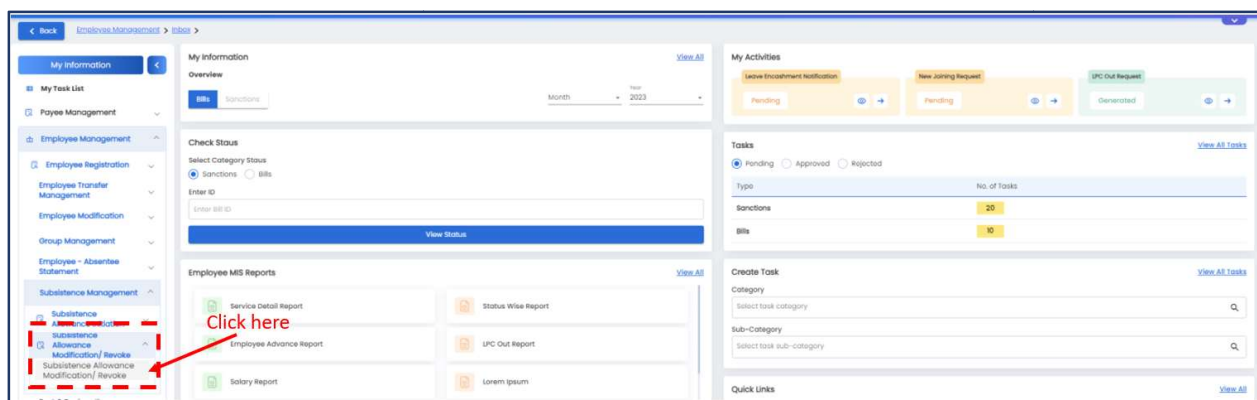 Back
Employee Management > Inbox >
My Information
My Task List
Payee Management
Employee Management
Employee Registration
Employee Transfer
Management
Employee Modification
Group Management
Employee - Absentee
Statement
Subsistence Management
Subsistence
Subsistence
Allowance
Modification/ Revoke
Subsistence Allowance
Modification/ Revoke
Click here
My Information
View All
Overview
Bills
Sanctions
Month
Year
2023
Check Staus
Select Category Staus
Sanctions
Bills
Enter ID
Enter Bill ID
View Status
Employee MIS Reports
View All
Service Detail Report
Status Wise Report
Employee Advance Report
LPC Out Report
Salary Report
Lorem Ipsum
My Activities
Leave Encashment Notification
Pending
New Joining Request
Pending
LPC Out Request
Generated
Tasks
View All Tasks
Pending
Approved
Rejected
Type
No. of Tasks
Sanctions
20
Bills
10
Create Task
View All Tasks
Category
Select task category
Sub-Category
Select task sub-category
Quick Links
View All